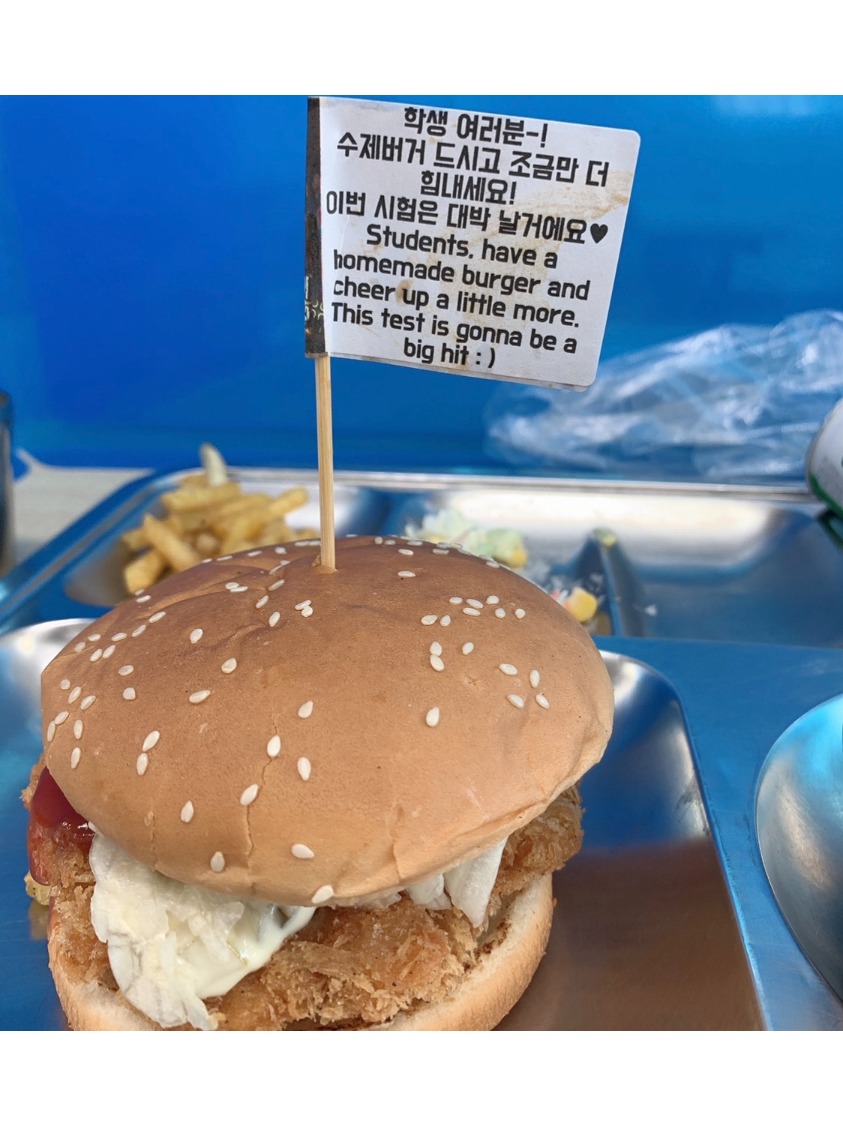 학생 여러분~!
수제버거 드시고 조금만 더
힘내세요!
이번 시험은 대박 날거에요♥
Students, have a
homemade burger and
cheer up a little more.
This test is gonna be a
big hit : )